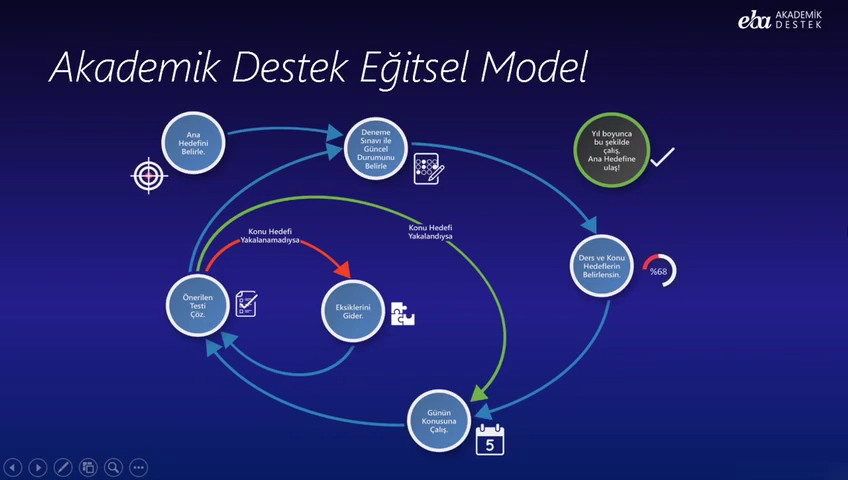 eba AKADEMİK
DESTEK
Akademik Destek Eğitsel Model
Ana
Hedefini
Belirle.
Deneme
Sınavı ile
Güncel
Durumunu
Belirle
Yıl boyunca
bu şekilde
çalış,
Ana Hedefine
ulaş!
Konu Hedefi
Yakalanamadıysa
Konu Hedefi
Yakalandıysa
Ders ve Konu
Hedeflerin
Belirlensin.
%68
Önerilen
Testi
Çöz.
Eksiklerini
Gider.
Günün
Konusuna
Çalış.
5